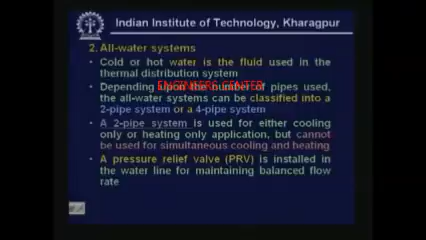 Indian Institute of Technology, Kharagpur
2. All-water systems
• Cold or hot water is the fluid used in the
thermal distribution system
ENGINEERS CENTER
• Depending upon the number of pipes used,
the all-water systems can be classified into a
2-pipe system or a 4-pipe system
• A 2-pipe system is used for either cooling
only or heating only application, but cannot
be used for simultaneous cooling and heating
• A pressure relief valve (PRV) is installed in
the water line for maintaining balanced flow
rate